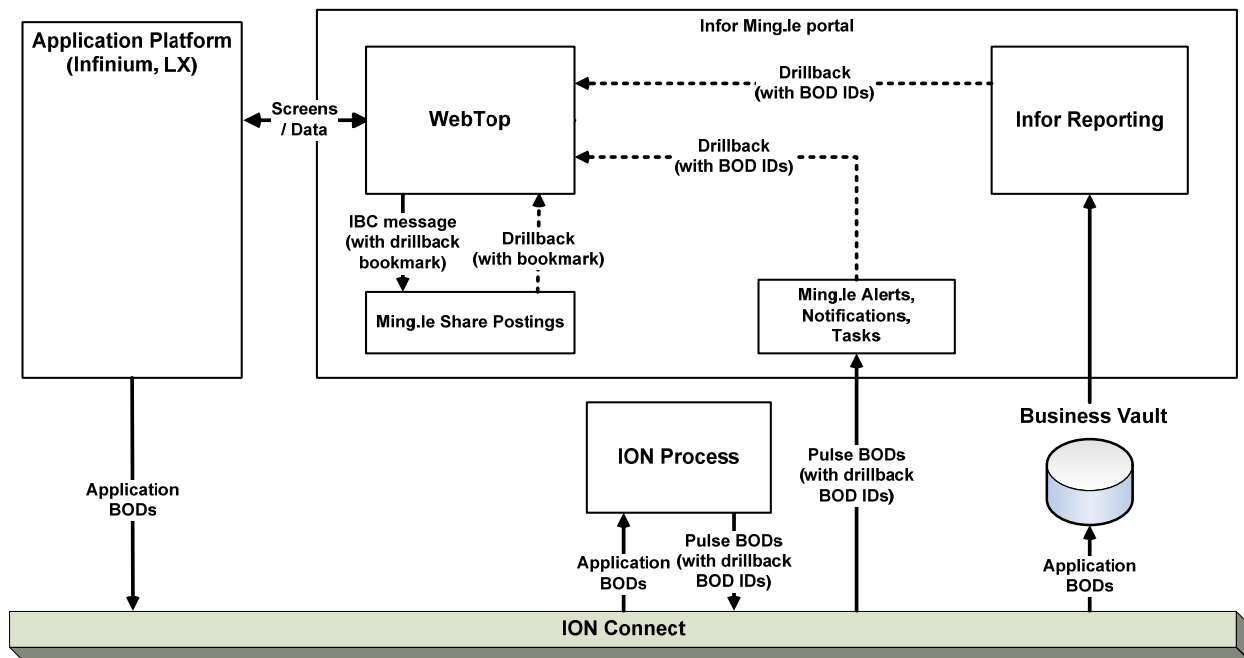 Application Platform
(Infinium, LX)
Infor Ming.le portal
Screens
/ Data
WebTop
Drillback
(with BOD IDs)
Drillback
(with BOD IDs)
Infor Reporting
IBC message
(with drillback
bookmark)
Drillback
(with bookmark)
Ming.le Share Postings
Ming.le Alerts,
Notifications,
Tasks
Business Vault
ION Process
Application
BODs
Application
BODs
Pulse BODs
(with drillback
BOD IDs)
Pulse BODs
(with drillback
BOD IDs)
Application
BODs
ION Connect